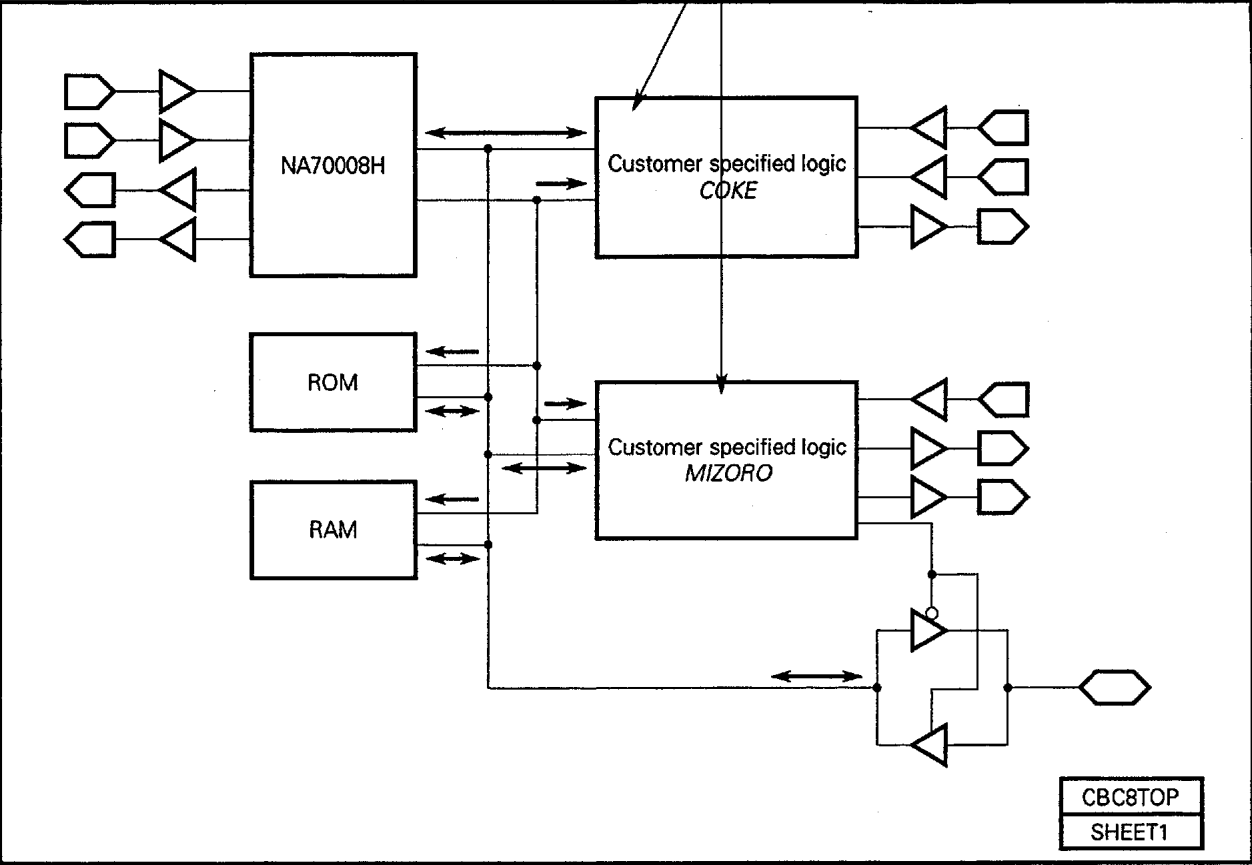 NA70008H
Customer specified logic
COKE
ROM
Customer specified logic
MIZORO
RAM
CBC8TOP
SHEET1